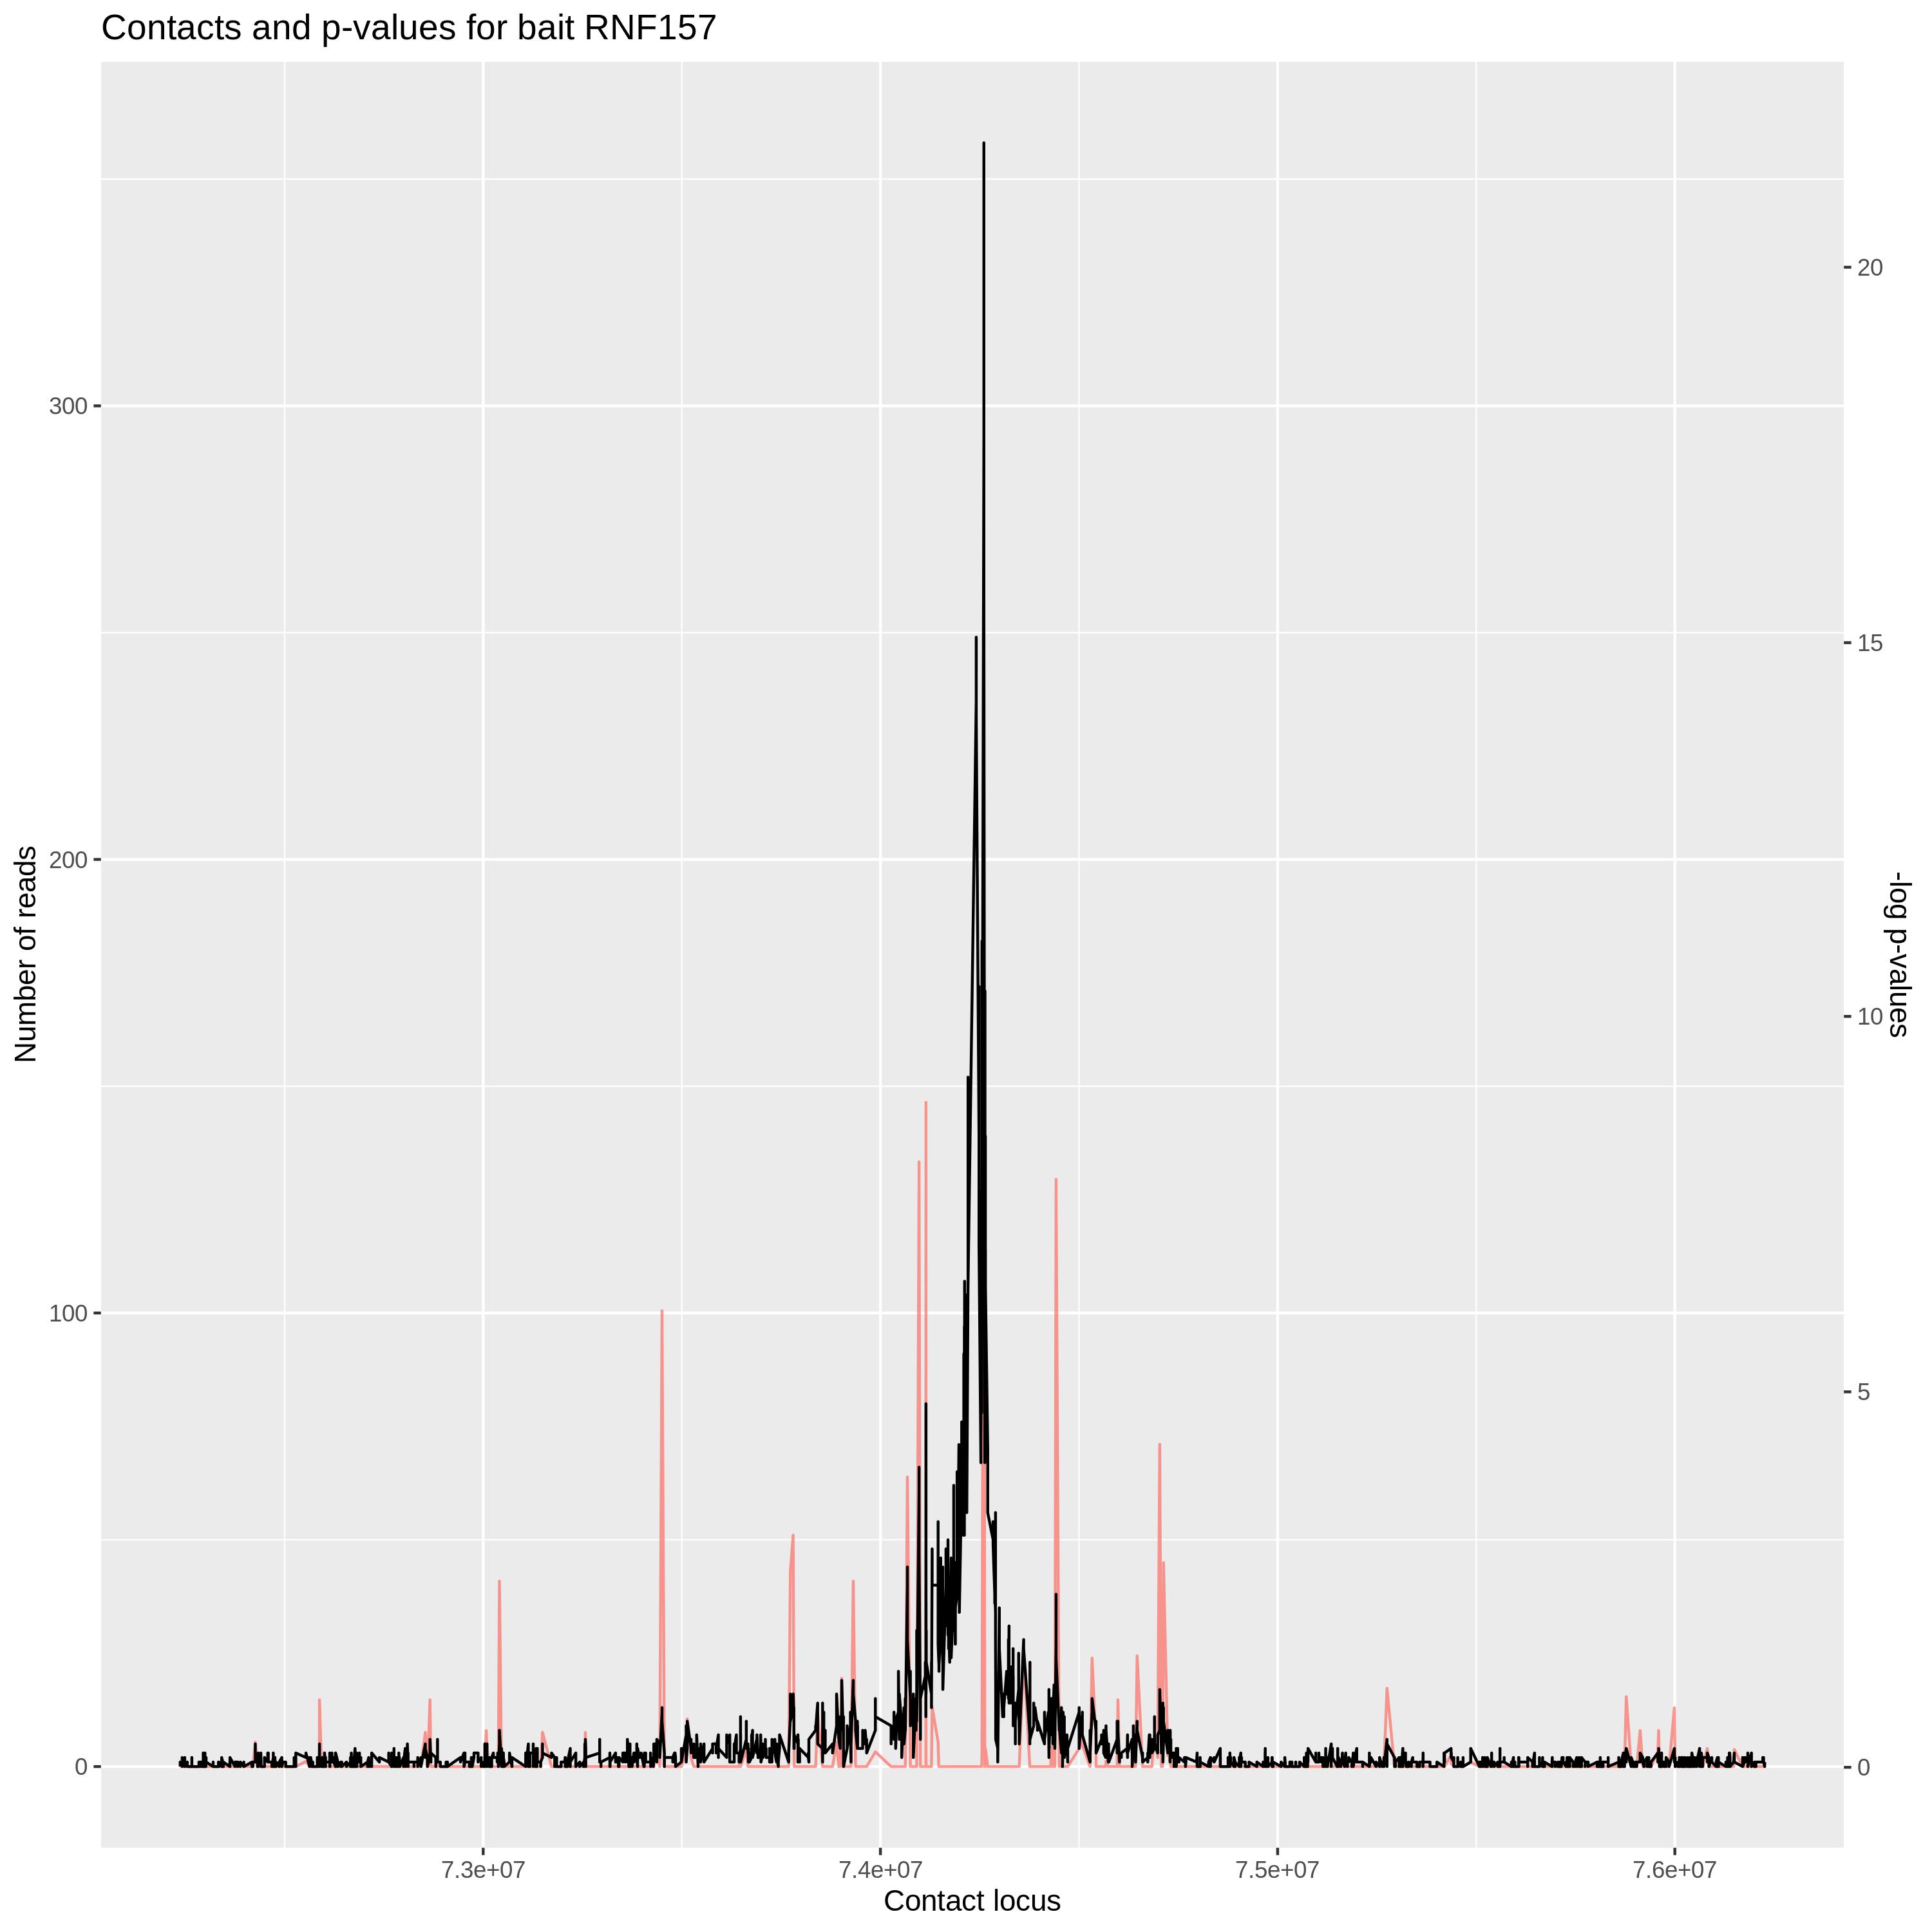 Contacts and p-values for bait RNF157
300
200
100
0
Number of reads
20
15
10
5
0
-log p-values
7.3e+07
7.4e+07
7.5e+07
7.6e+07
Contact locus